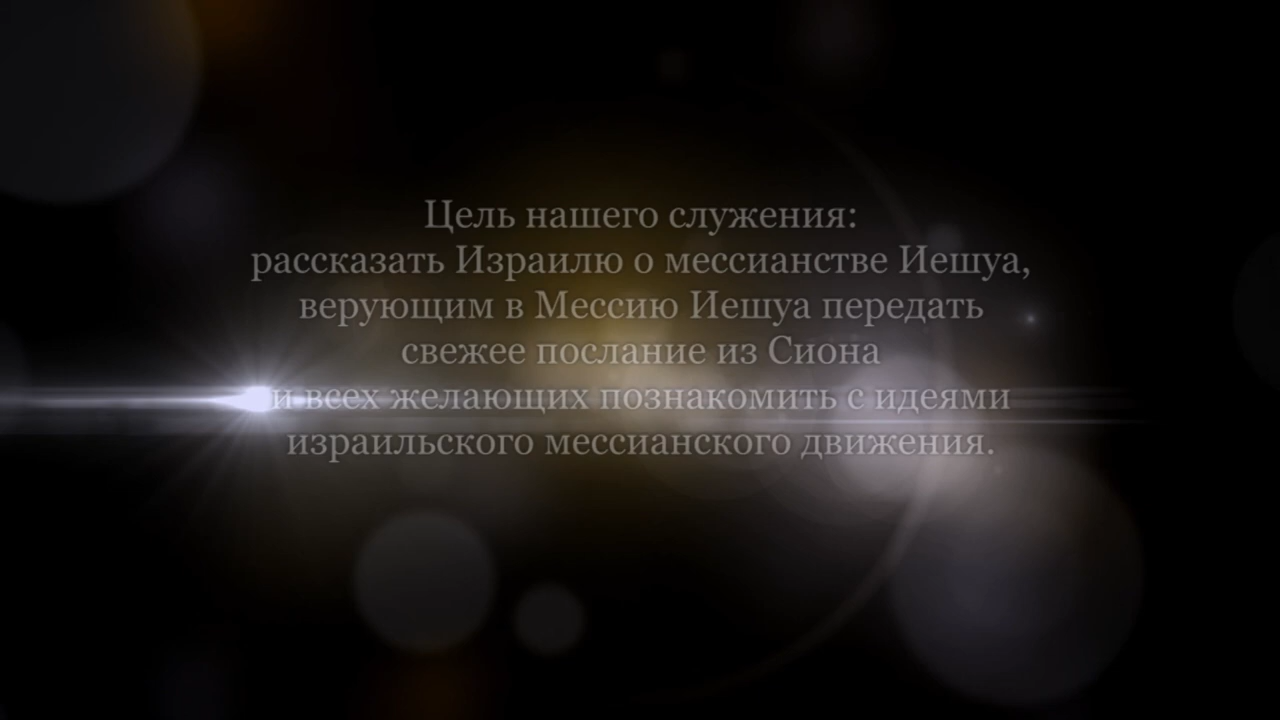 Цель нашего служения:
рассказать Израилю о мессианстве Иешуа,
верующим в Мессию Иешуа передать
свежее послание из Сиона
и всех желающих познакомить с идеями
израильского мессианского движения.